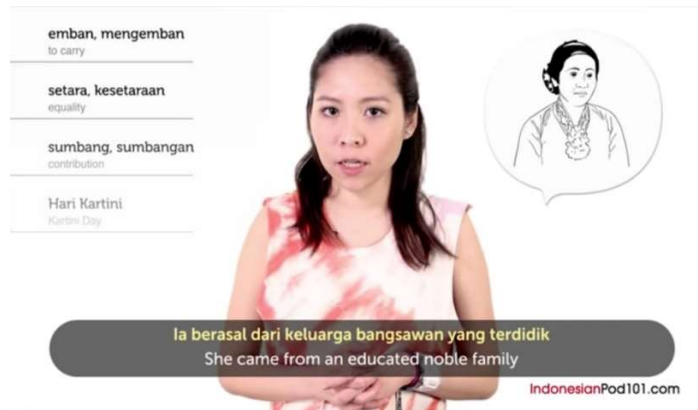 emban, mengemban
to carry
setara, kesetaraan
equality
sumbang, sumbangan
contribution
Hari Kartini
Kartini Day
Ia berasal dari keluarga bangsawan yang terdidik
She came from an educated noble family
IndonesianPod101.com